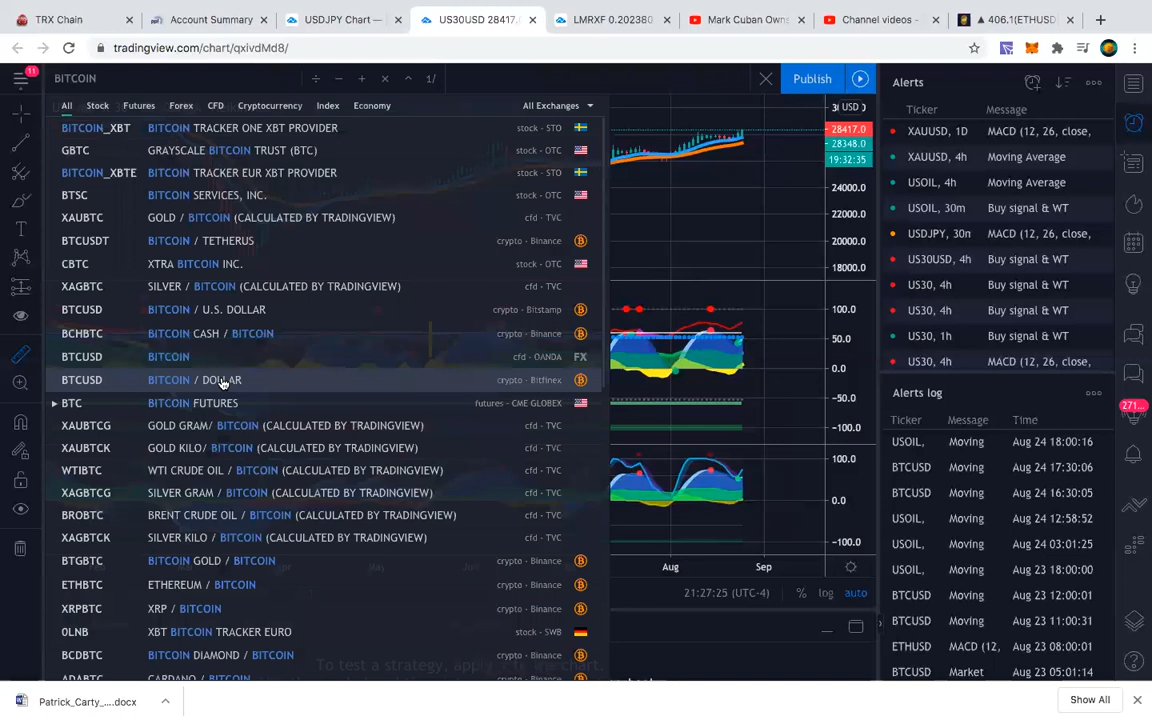 TRX Chain
Account Summary
USDJPY Chart —
US30USD 28417.
LMRXF 0.202380
Mark Cuban Owns
Channel videos -
▲ 406.1(ETHUSD
tradingview.com/chart/qxivdMd8/
11
BITCOIN
÷ − + × ^ 1/
Publish
All Stock Futures Forex CFD Cryptocurrency Index Economy All Exchanges
BITCOIN_XBT BITCOIN TRACKER ONE XBT PROVIDER stock - STO
GBTC GRAYSCALE BITCOIN TRUST (BTC) stock - OTC
BITCOIN_XBTE BITCOIN TRACKER EUR XBT PROVIDER stock - STO
BTSC BITCOIN SERVICES, INC. stock - OTC
XAUBTC GOLD / BITCOIN (CALCULATED BY TRADINGVIEW) cfd - TVC
BTCUSDT BITCOIN / TETHERUS crypto - Binance
CBTC XTRA BITCOIN INC. stock - OTC
XAGBTC SILVER / BITCOIN (CALCULATED BY TRADINGVIEW) cfd - TVC
BTCUSD BITCOIN / U.S. DOLLAR crypto - Bitstamp
BCHBTC BITCOIN CASH / BITCOIN crypto - Binance
BTCUSD BITCOIN cfd - OANDA FX
BTCUSD BITCOIN / DOLLAR crypto - Bitfinex
BTC BITCOIN FUTURES futures - CME GLOBEX
XAUBTCG GOLD GRAM/ BITCOIN (CALCULATED BY TRADINGVIEW) cfd - TVC
XAUBTCK GOLD KILO/ BITCOIN (CALCULATED BY TRADINGVIEW) cfd - TVC
WTIBTC WTI CRUDE OIL / BITCOIN (CALCULATED BY TRADINGVIEW) cfd - TVC
XAGBTCG SILVER GRAM / BITCOIN (CALCULATED BY TRADINGVIEW) cfd - TVC
BROBTC BRENT CRUDE OIL / BITCOIN (CALCULATED BY TRADINGVIEW) cfd - TVC
XAGBTCK SILVER KILO / BITCOIN (CALCULATED BY TRADINGVIEW) cfd - TVC
BTGBTC BITCOIN GOLD / BITCOIN crypto - Binance
ETHBTC ETHEREUM / BITCOIN crypto - Binance
XRPBTC XRP / BITCOIN crypto - Binance
0LNB XBT BITCOIN TRACKER EURO stock - SWB
BCDBTC BITCOIN DIAMOND / BITCOIN crypto - Binance
ADABTC CARDANO / BITCOIN crypto - Binance
To test a strategy, apply
USD
28417.0
28348.0
19:32:35
24000.0
22000.0
20000.0
18000.0
100.0
50.0
0.0
−50.0
−100.0
100.0
0.0
−100.0
Apr May Jun Aug Sep
21:27:25 (UTC-4) % log auto
Alerts
Ticker Message
XAUUSD, 1D MACD (12, 26, close,
XAUUSD, 4h Moving Average
USOIL, 4h Moving Average
USOIL, 30m Buy signal & WT
USDJPY, 30m MACD (12, 26, close,
US30USD, 4h Buy signal & WT
US30, 4h Buy signal & WT
US30, 4h Buy signal & WT
US30, 1h Buy signal & WT
US30, 4h MACD (12, 26, close,
Alerts log
Ticker Message Time
USOIL, Moving Aug 24 18:00:16
BTCUSD Moving Aug 24 17:30:06
BTCUSD Moving Aug 24 16:30:05
USOIL, Moving Aug 24 12:58:52
USOIL, Moving Aug 24 03:01:25
USOIL, Moving Aug 23 18:00:00
BTCUSD Moving Aug 23 12:00:01
BTCUSD Moving Aug 23 11:00:31
ETHUSD MACD (12, Aug 23 08:00:01
BTCUSD Market Aug 23 05:01:14
271...
Patrick_Carty_....docx
Show All